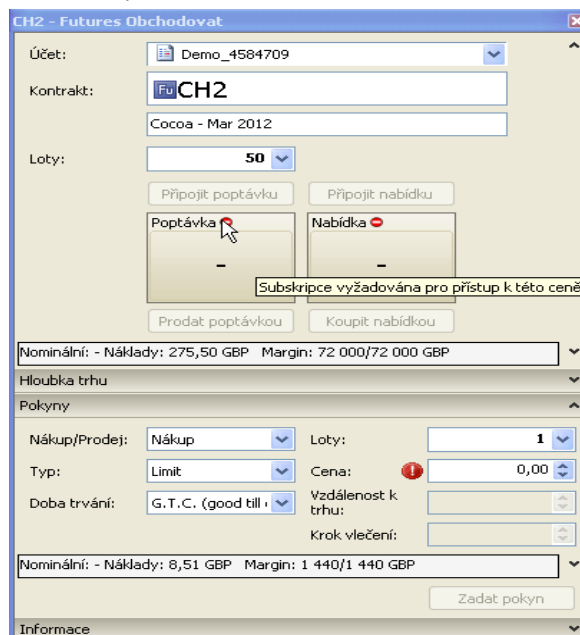 CH2 - Futures Obchodovat
Účet: Demo_4584709
Kontrakt: Fu CH2
Cocoa - Mar 2012
Loty: 50
Připojit poptávku Připojit nabídku
Poptávka Nabídka
- -
Subskripce vyžadována pro přístup k této ceně
Prodat poptávkou Koupit nabídkou
Nominální: - Náklady: 275,50 GBP Margin: 72 000/72 000 GBP
Hloubka trhu
Pokyny
Nákup/Prodej: Nákup Loty: 1
Typ: Limit Cena: 0,00
Doba trvání: G.T.C. (good till Vzdálenost k trhu:
Krok vlečení:
Nominální: - Náklady: 8,51 GBP Margin: 1 440/1 440 GBP
Zadat pokyn
Informace